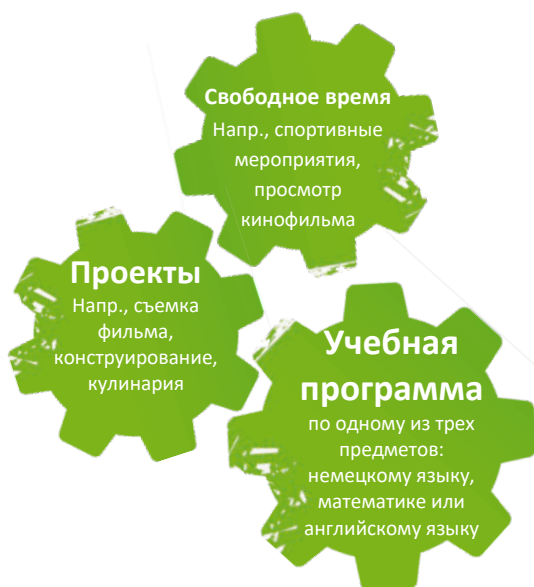 Свободное время
Напр., спортивные
мероприятия,
просмотр
кинофильма
Проекты
Напр., съемка
фильма,
конструирование,
кулинария
Учебная
программа
по одному из трех
предметов:
немецкому языку,
математике или
английскому языку